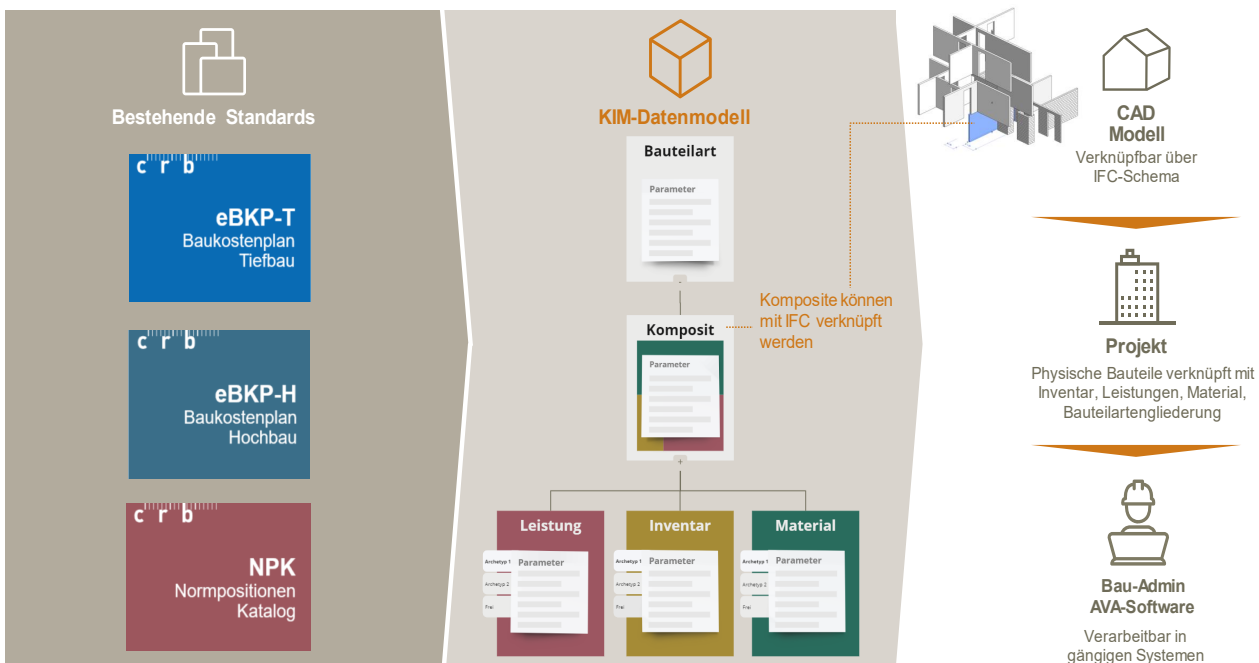 Bestehende Standards
crb
eBKP-T
Baukostenplan
Tiefbau
crb
eBKP-H
Baukostenplan
Hochbau
crb
NPK
Normpositionen
Katalog
KIM-Datenmodell
Bauteilart
Parameter
-
Komposit
Parameter
+
Komposite können
mit IFC verknüpft
werden
Leistung
Archetyp 1
Archetyp 2
Frei
Parameter
Inventar
Archetyp 1
Archetyp 2
Frei
Parameter
Material
Archetyp 1
Archetyp 2
Frei
Parameter
CAD
Modell
Verknüpfbar über
IFC-Schema
Projekt
Physische Bauteile verknüpft mit
Inventar, Leistungen, Material,
Bauteilartengliederung
Bau-Admin
AVA-Software
Verarbeitbar in
gängigen Systemen